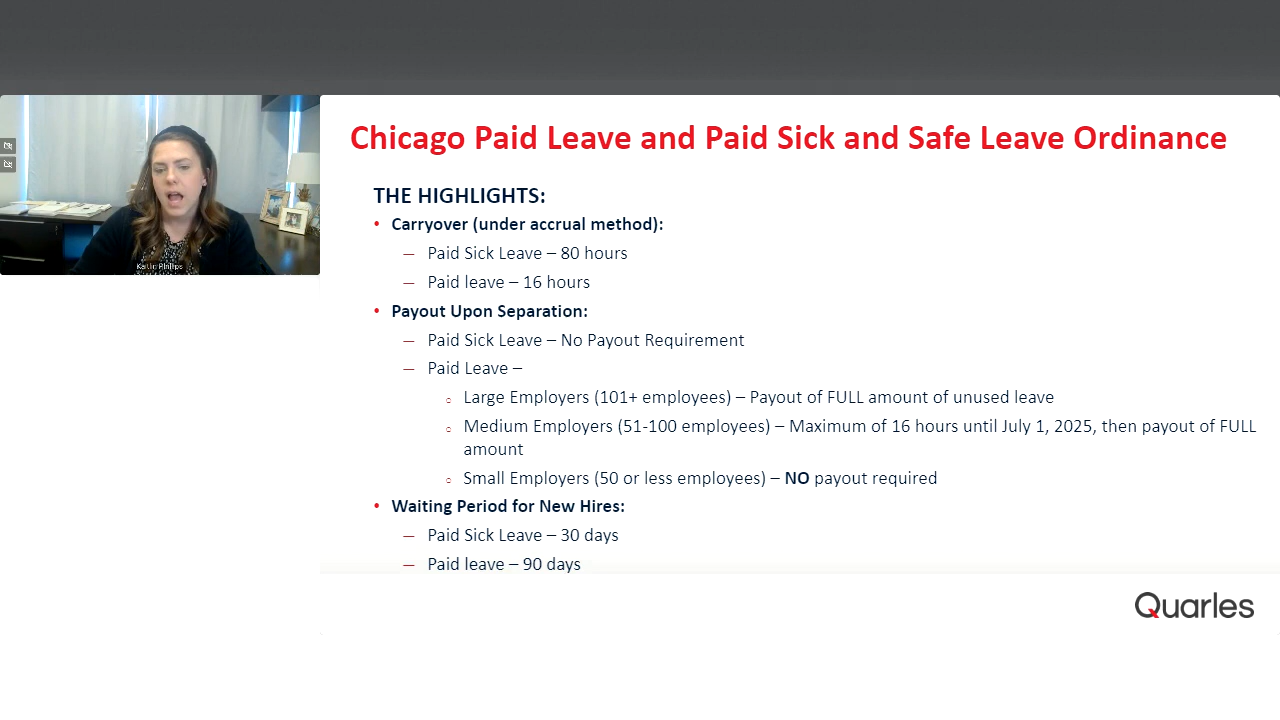 Chicago Paid Leave and Paid Sick and Safe Leave Ordinance
THE HIGHLIGHTS:
• Carryover (under accrual method):
— Paid Sick Leave – 80 hours
— Paid leave – 16 hours
• Payout Upon Separation:
— Paid Sick Leave – No Payout Requirement
— Paid Leave –
○ Large Employers (101+ employees) – Payout of FULL amount of unused leave
○ Medium Employers (51-100 employees) – Maximum of 16 hours until July 1, 2025, then payout of FULL
amount
○ Small Employers (50 or less employees) – NO payout required
• Waiting Period for New Hires:
— Paid Sick Leave – 30 days
— Paid leave – 90 days
Kaitlin Phillips
Quarles